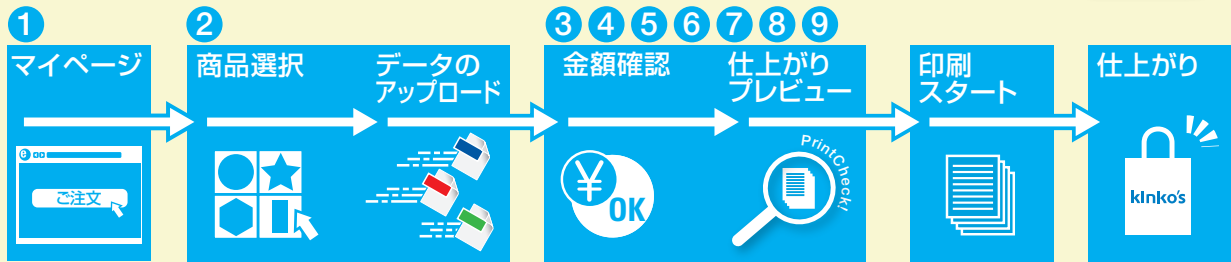 ① ② ③ ④ ⑤ ⑥ ⑦ ⑧ ⑨
マイページ
ご注文
商品選択
データの
アップロード
金額確認
¥
OK
仕上がり
プレビュー
PrintCheck!
印刷
スタート
仕上がり
kinko's